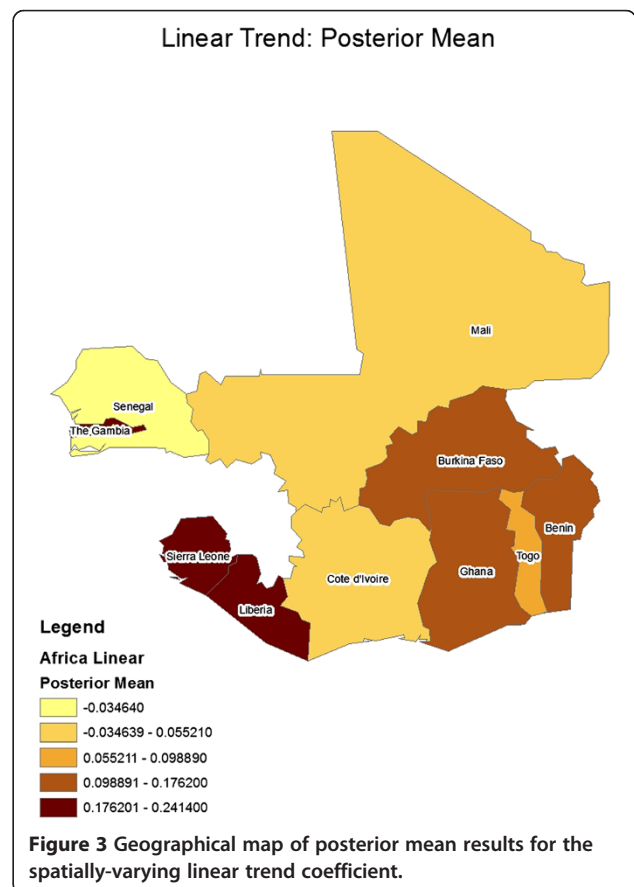 Linear Trend: Posterior Mean
Mali
Senegal
The Gambia
Burkina Faso
Benin
Sierra Leone
Togo
Ghana
Cote d'Ivoire
Liberia
Legend
Africa Linear
Posterior Mean
-0.034640
-0.034639 - 0.055210
0.055211 - 0.098890
0.098891 - 0.176200
0.176201 - 0.241400
Figure 3 Geographical map of posterior mean results for the
spatially-varying linear trend coefficient.